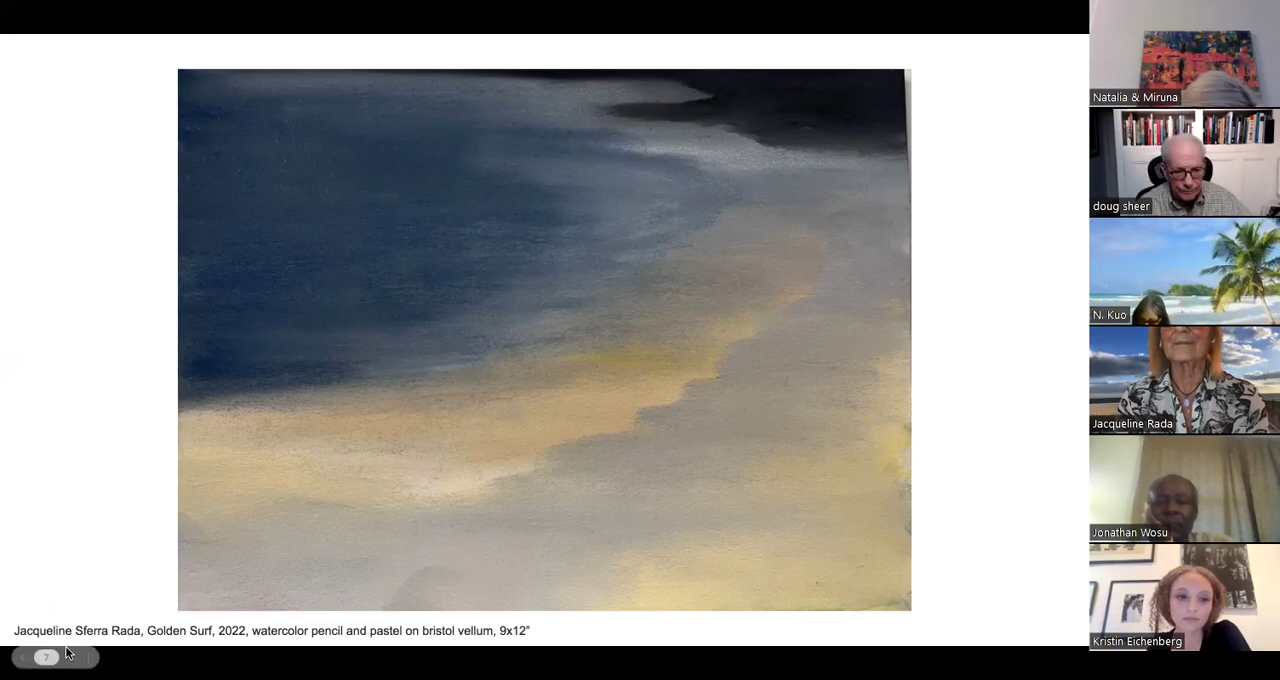 Natalia & Miruna
doug sheer
N. Kuo
Jacqueline Rada
Jonathan Wosu
Kristin Eichenberg
Jacqueline Sferra Rada, Golden Surf, 2022, watercolor pencil and pastel on bristol vellum, 9x12”
7